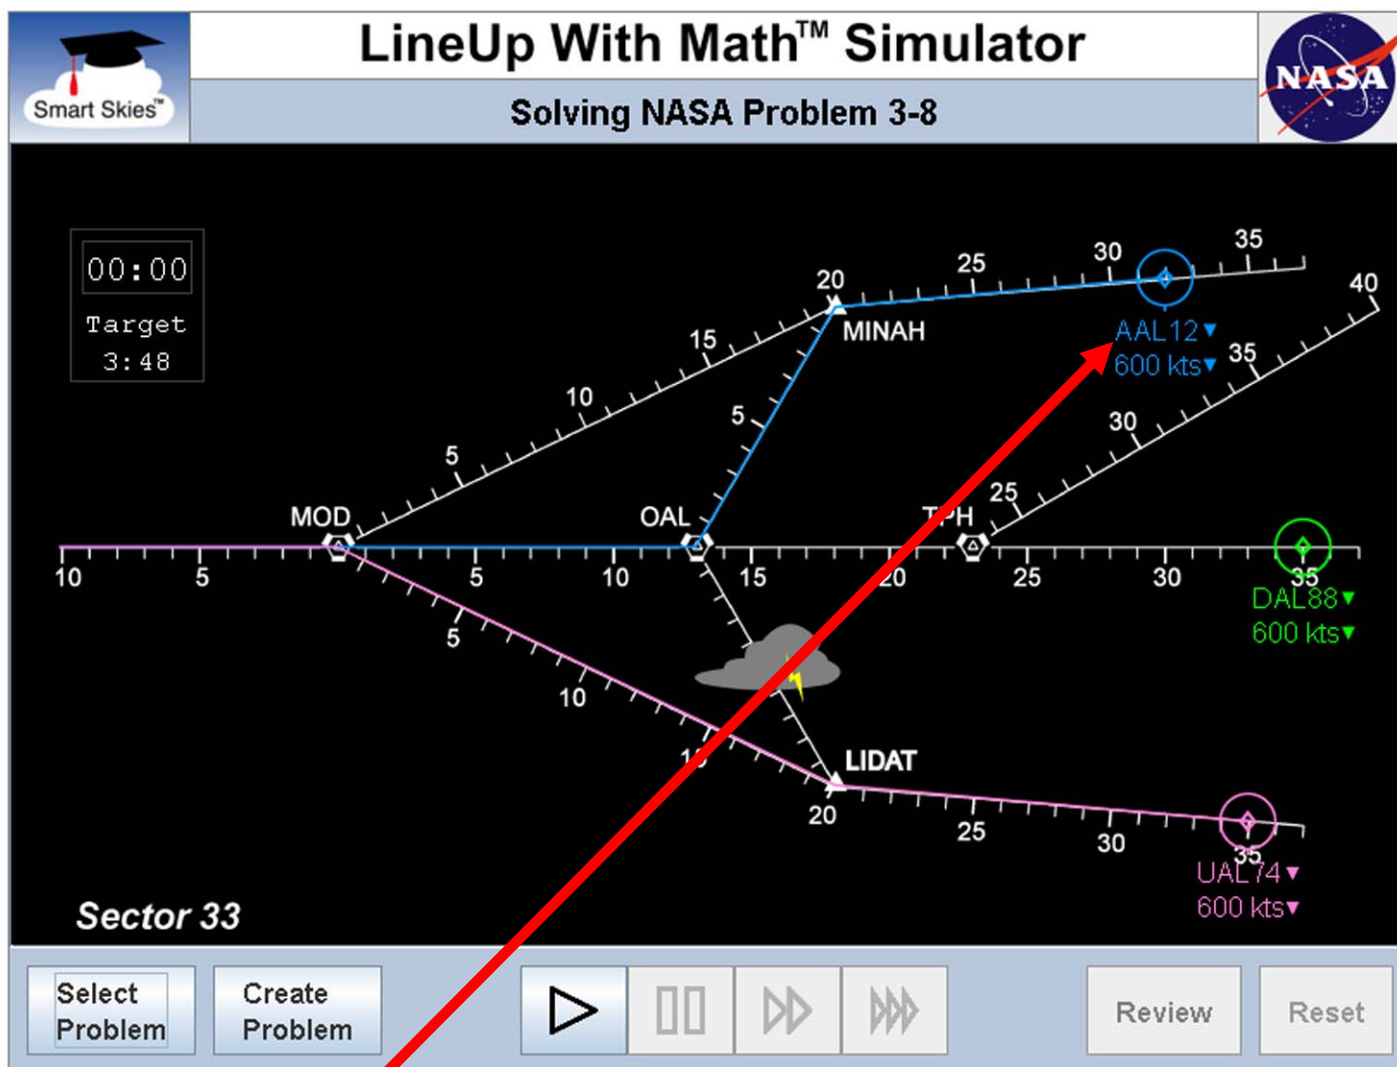 LineUp With Math™ Simulator
Smart Skies™
NASA
Solving NASA Problem 3-8
00:00
Target
3:48
35
30
25
20
40
MINAH
AAL12
600 kts
15
35
10
30
5
5
25
MOD
OAL
TPH
10 5 5 10 15 20 25 30 35
DAL88
600 kts
5
10
15
LIDAT
20
25
30
35
UAL74
600 kts
Sector 33
Select
Problem
Create
Problem
Review
Reset